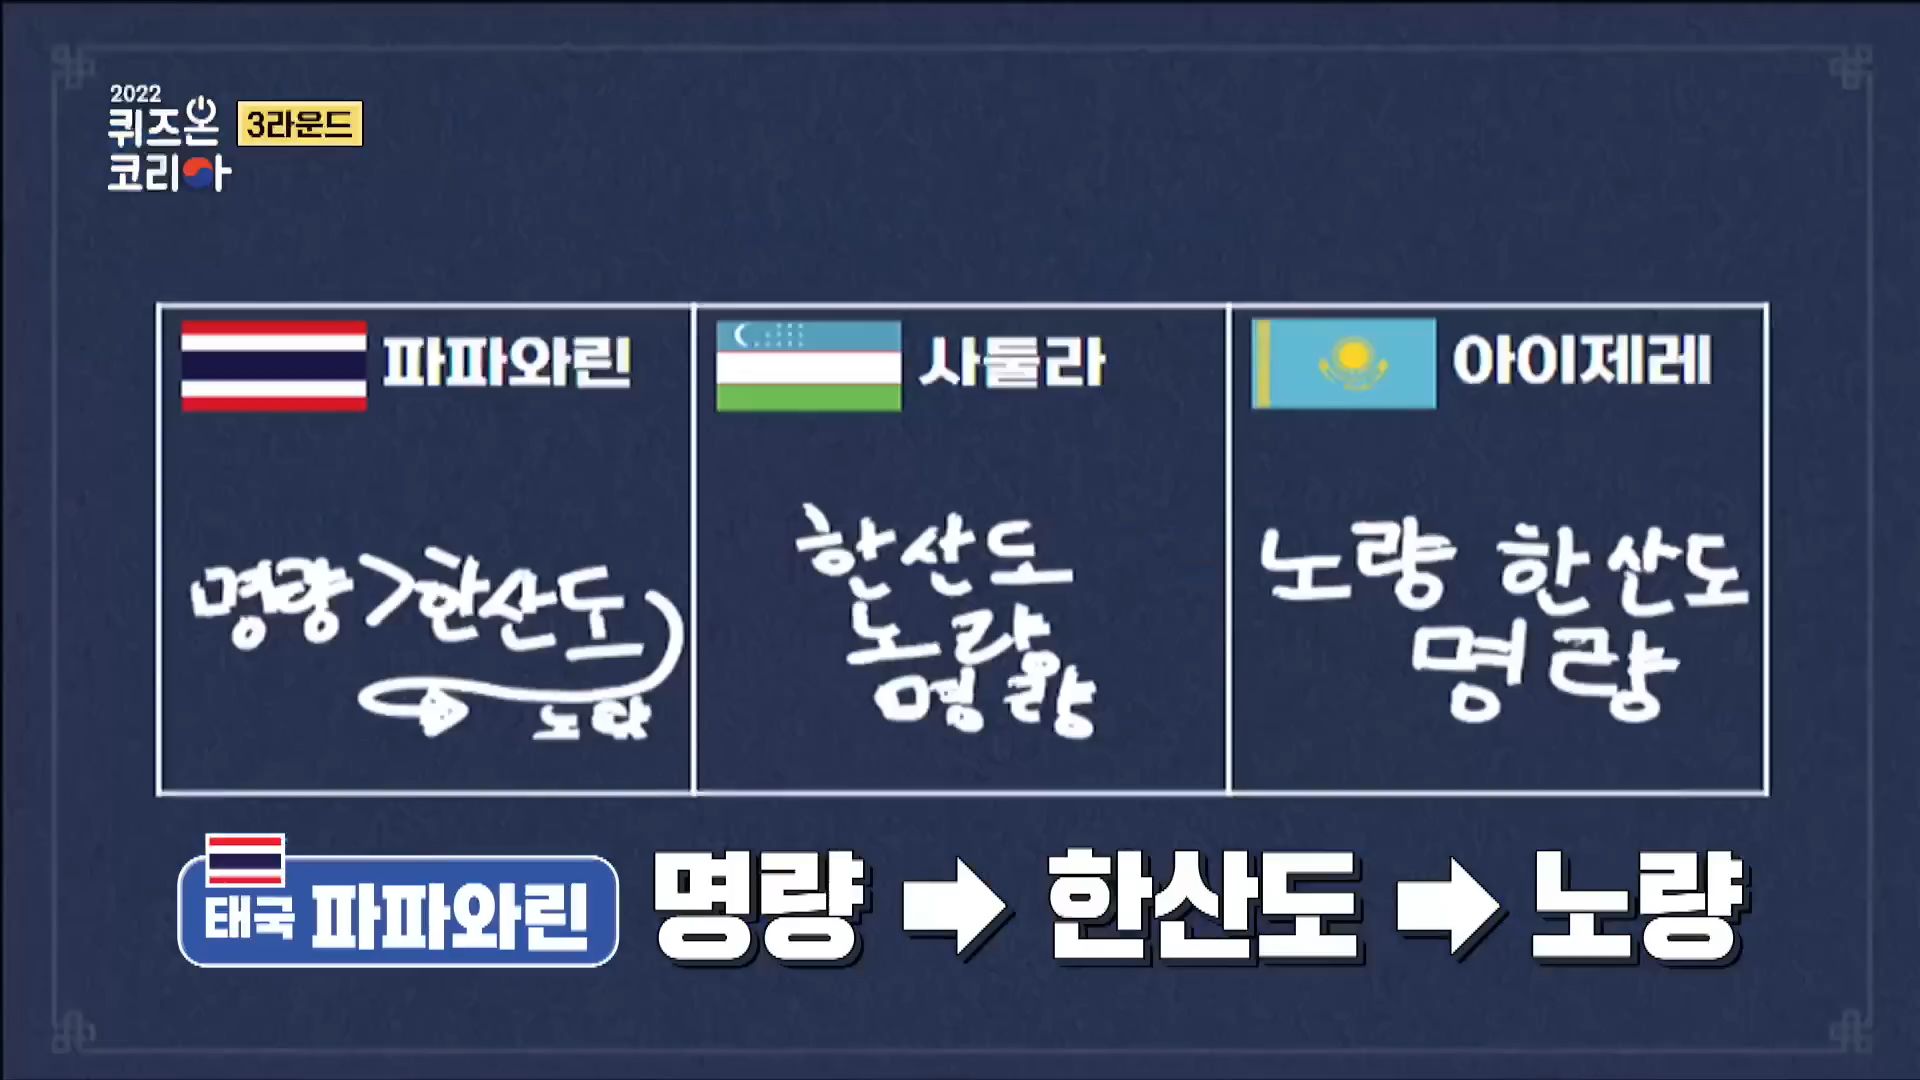 2022
퀴즈온
코리아
3라운드
파파와린
명량>한산도
노량
사둘라
한산도
노량
명량
아이제레
노량 한산도
명량
태국 파파와린 명량 ➡ 한산도 ➡ 노량